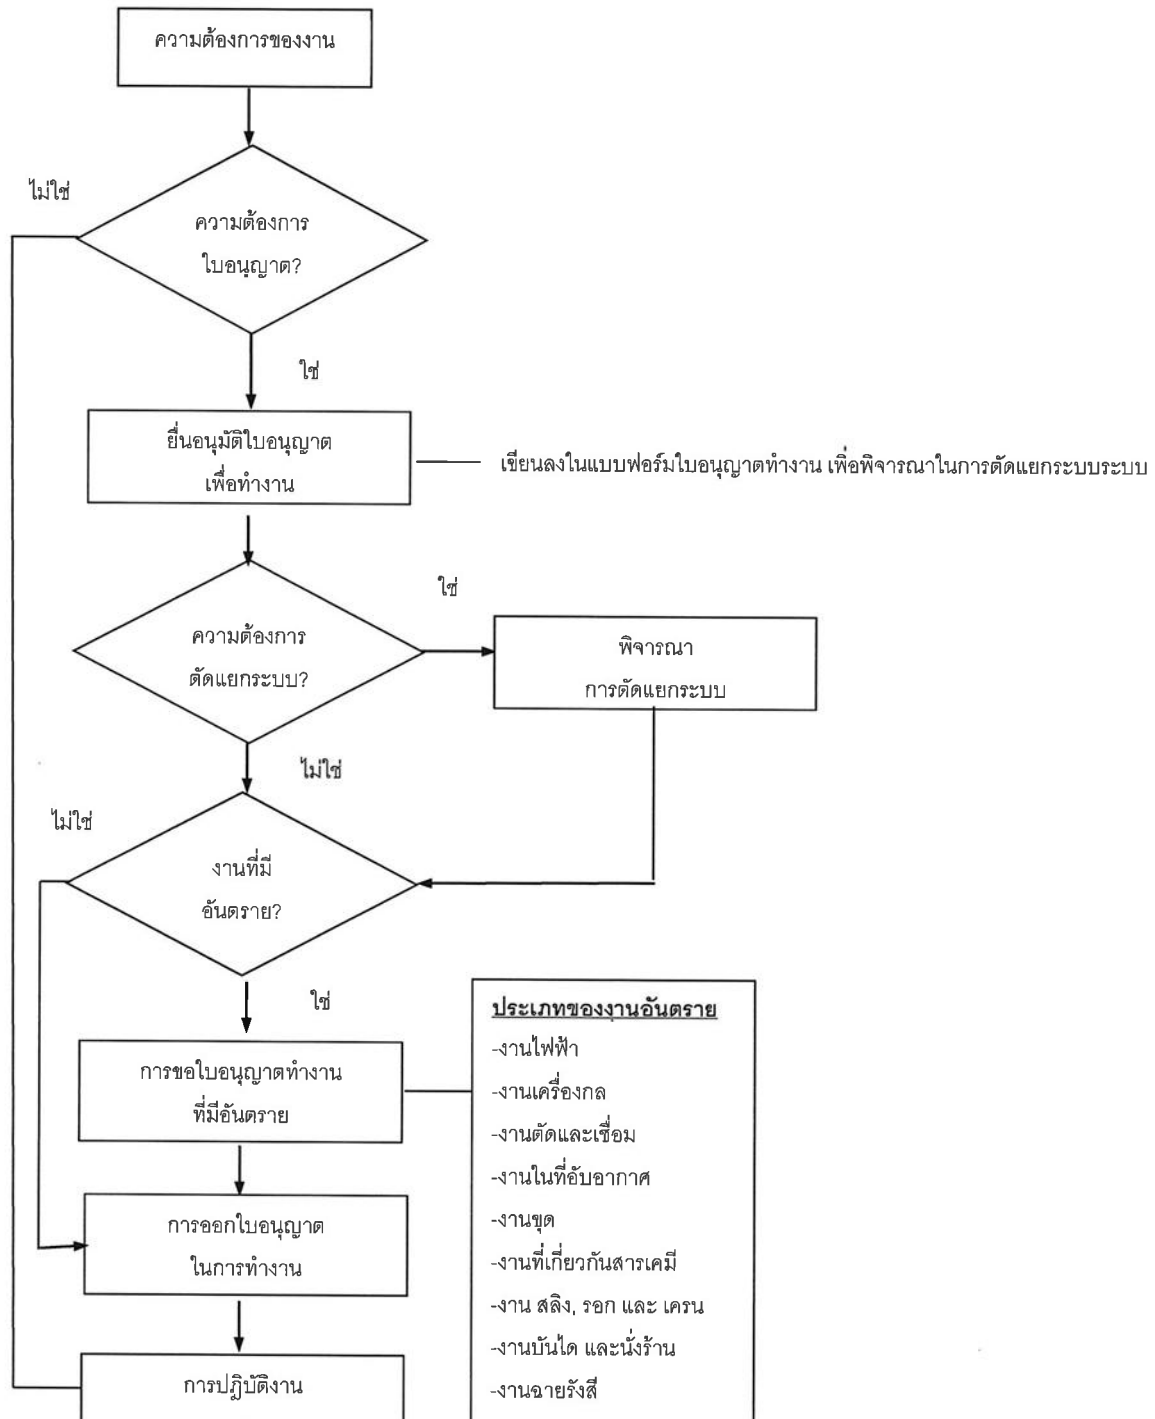 ความต้องการของงาน
ไม่ใช่
ความต้องการ
ใบอนุญาต?
ใช่
ยื่นอนุมัติใบอนุญาต
เพื่อทำงาน
เขียนลงในแบบฟอร์มใบอนุญาตทำงาน เพื่อพิจารณาในการตัดแยกระบบระบบ
ใช่
ความต้องการ
ตัดแยกระบบ?
พิจารณา
การตัดแยกระบบ
ไม่ใช่
ไม่ใช่
งานที่มี
อันตราย?
ใช่
การขอใบอนุญาตทำงาน
ที่มีอันตราย
ประเภทของงานอันตราย
-งานไฟฟ้า
-งานเครื่องกล
-งานตัดและเชื่อม
-งานในที่อับอากาศ
-งานขุด
-งานที่เกี่ยวกันสารเคมี
-งาน สลิง, รอก และ เครน
-งานบันได และนั่งร้าน
-งานฉายรังสี
การออกใบอนุญาต
ในการทำงาน
การปฎิบัติงาน